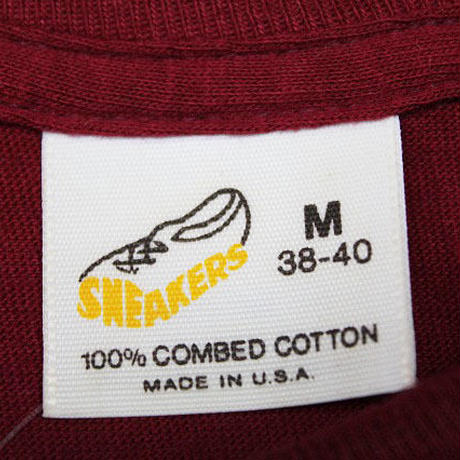 SNEAKERS
M
38-40
100% COMBED COTTON
MADE IN U.S.A.